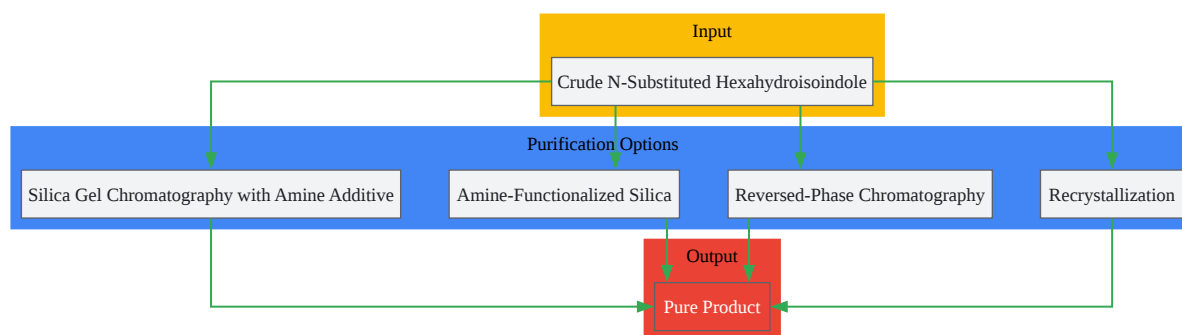 Input
Crude N-Substituted Hexahydroisoindole
Purification Options
Silica Gel Chromatography with Amine Additive
Amine-Functionalized Silica
Reversed-Phase Chromatography
Recrystallization
Output
Pure Product